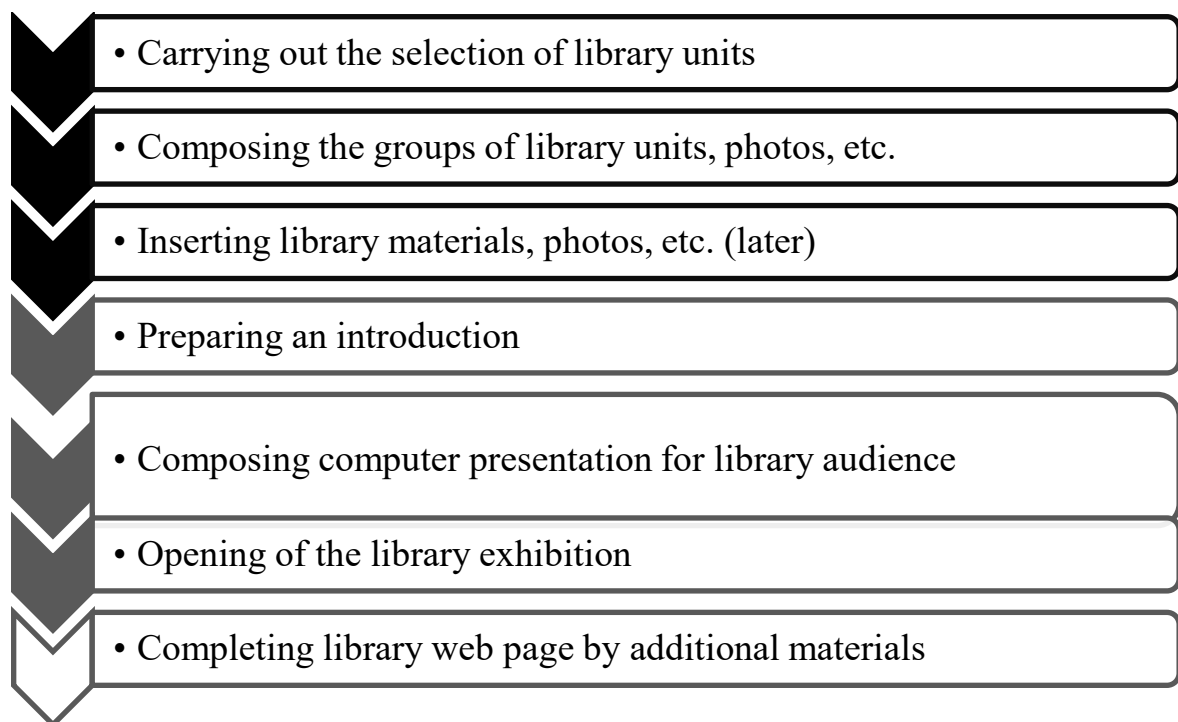 • Carrying out the selection of library units
• Composing the groups of library units, photos, etc.
• Inserting library materials, photos, etc. (later)
• Preparing an introduction
• Composing computer presentation for library audience
• Opening of the library exhibition
• Completing library web page by additional materials